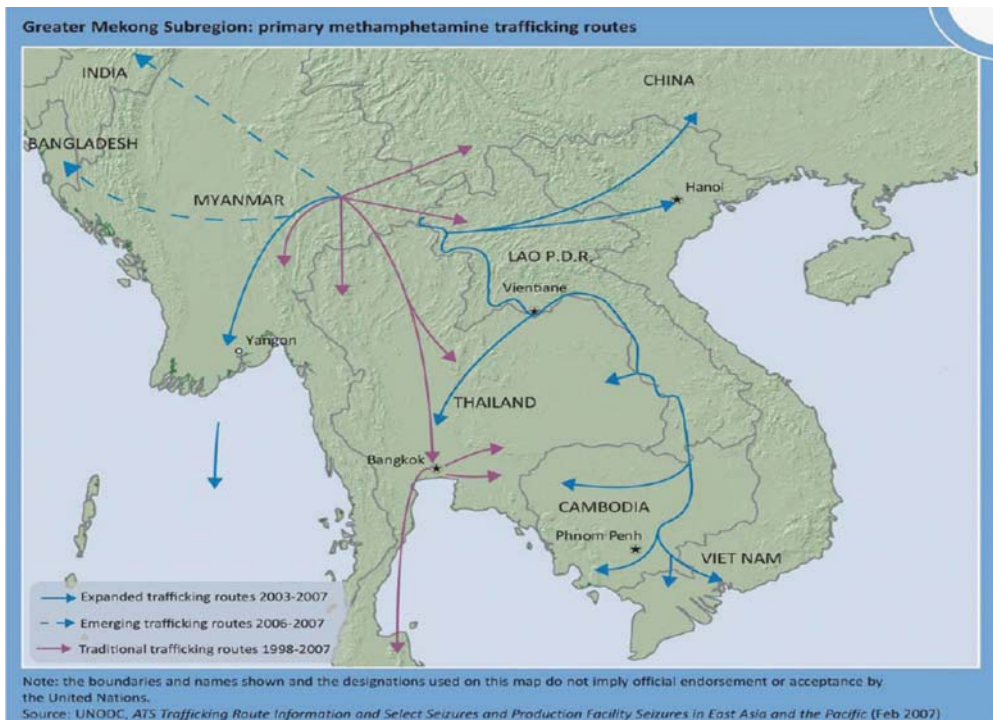 Greater Mekong Subregion: primary methamphetamine trafficking routes
INDIA
CHINA
BANGLADESH
MYANMAR
Hanoi
LAO P.D.R.
Vientiane
Yangon
THAILAND
Bangkok
CAMBODIA
Phnom Penh
VIET NAM
Expanded trafficking routes 2003-2007
Emerging trafficking routes 2006-2007
Traditional trafficking routes 1998-2007
Note: the boundaries and names shown and the designations used on this map do not imply official endorsement or acceptance by
the United Nations.
Source: UNODC, ATS Trafficking Route Information and Select Seizures and Production Facility Seizures in East Asia and the Pacific (Feb 2007)